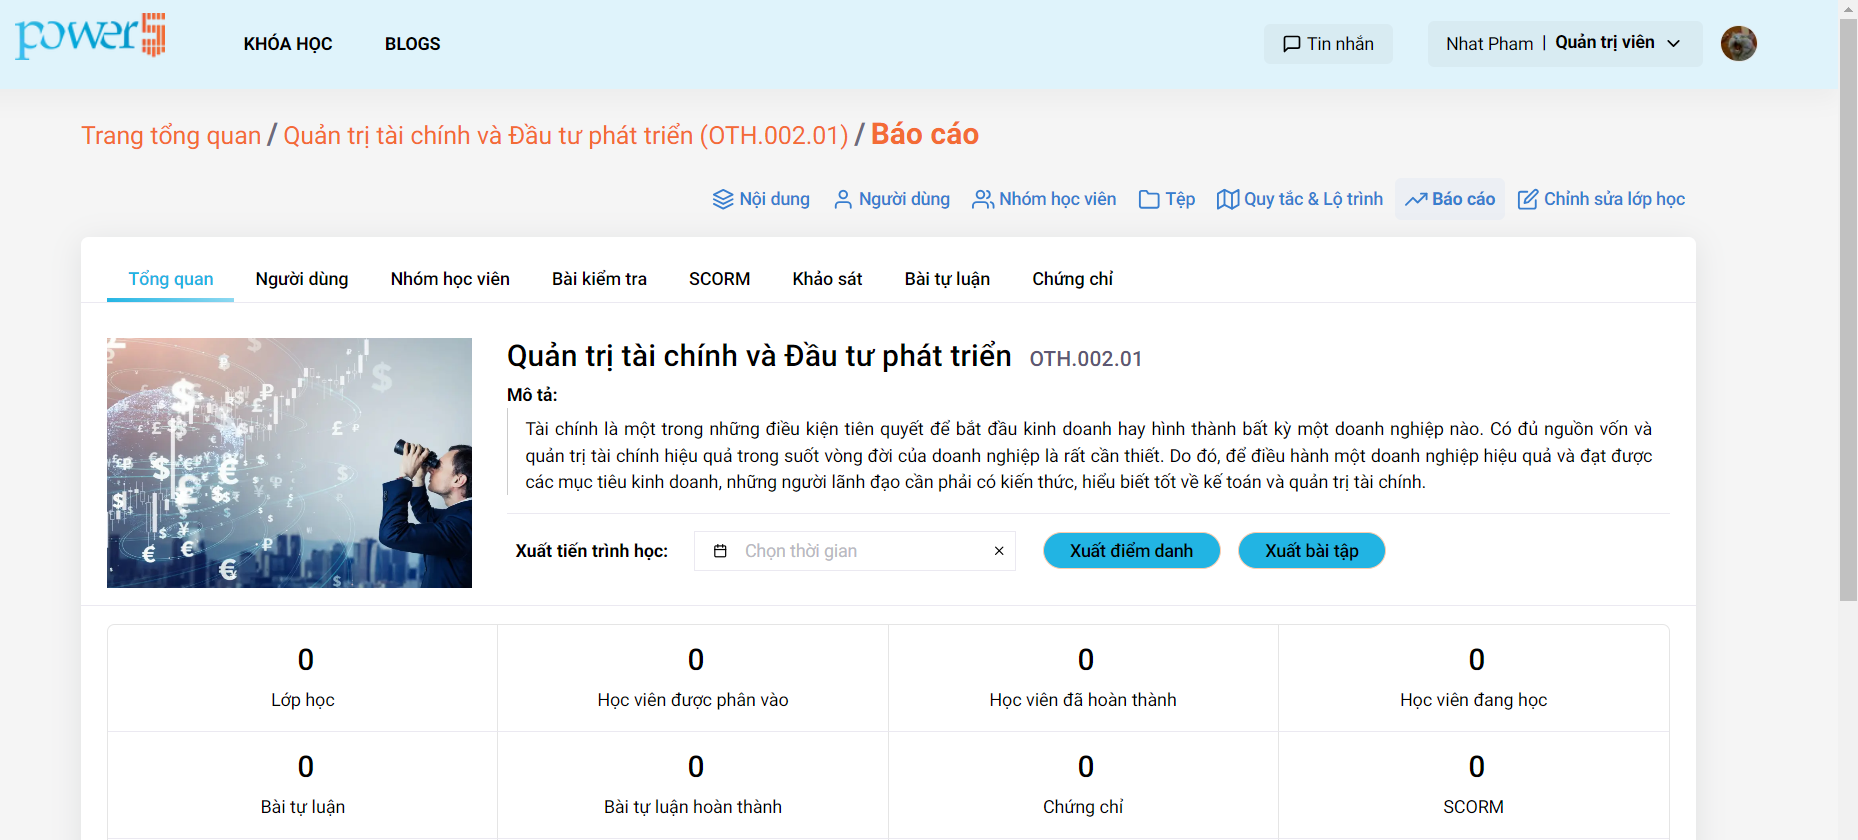 power5
KHÓA HỌC
BLOGS
Tin nhắn
Nhat Pham | Quản trị viên
Trang tổng quan / Quản trị tài chính và Đầu tư phát triển (OTH.002.01) / Báo cáo
Nội dung
Người dùng
Nhóm học viên
Tệp
Quy tắc & Lộ trình
Báo cáo
Chỉnh sửa lớp học
Tổng quan
Người dùng
Nhóm học viên
Bài kiểm tra
SCORM
Khảo sát
Bài tự luận
Chứng chỉ
Quản trị tài chính và Đầu tư phát triển OTH.002.01
Mô tả:
Tài chính là một trong những điều kiện tiên quyết để bắt đầu kinh doanh hay hình thành bất kỳ một doanh nghiệp nào. Có đủ nguồn vốn và
quản trị tài chính hiệu quả trong suốt vòng đời của doanh nghiệp là rất cần thiết. Do đó, để điều hành một doanh nghiệp hiệu quả và đạt được
các mục tiêu kinh doanh, những người lãnh đạo cần phải có kiến thức, hiểu biết tốt về kế toán và quản trị tài chính.
Xuất tiến trình học:
Chọn thời gian
Xuất điểm danh
Xuất bài tập
0
Lớp học
0
Học viên được phân vào
0
Học viên đã hoàn thành
0
Học viên đang học
0
Bài tự luận
0
Bài tự luận hoàn thành
0
Chứng chỉ
0
SCORM